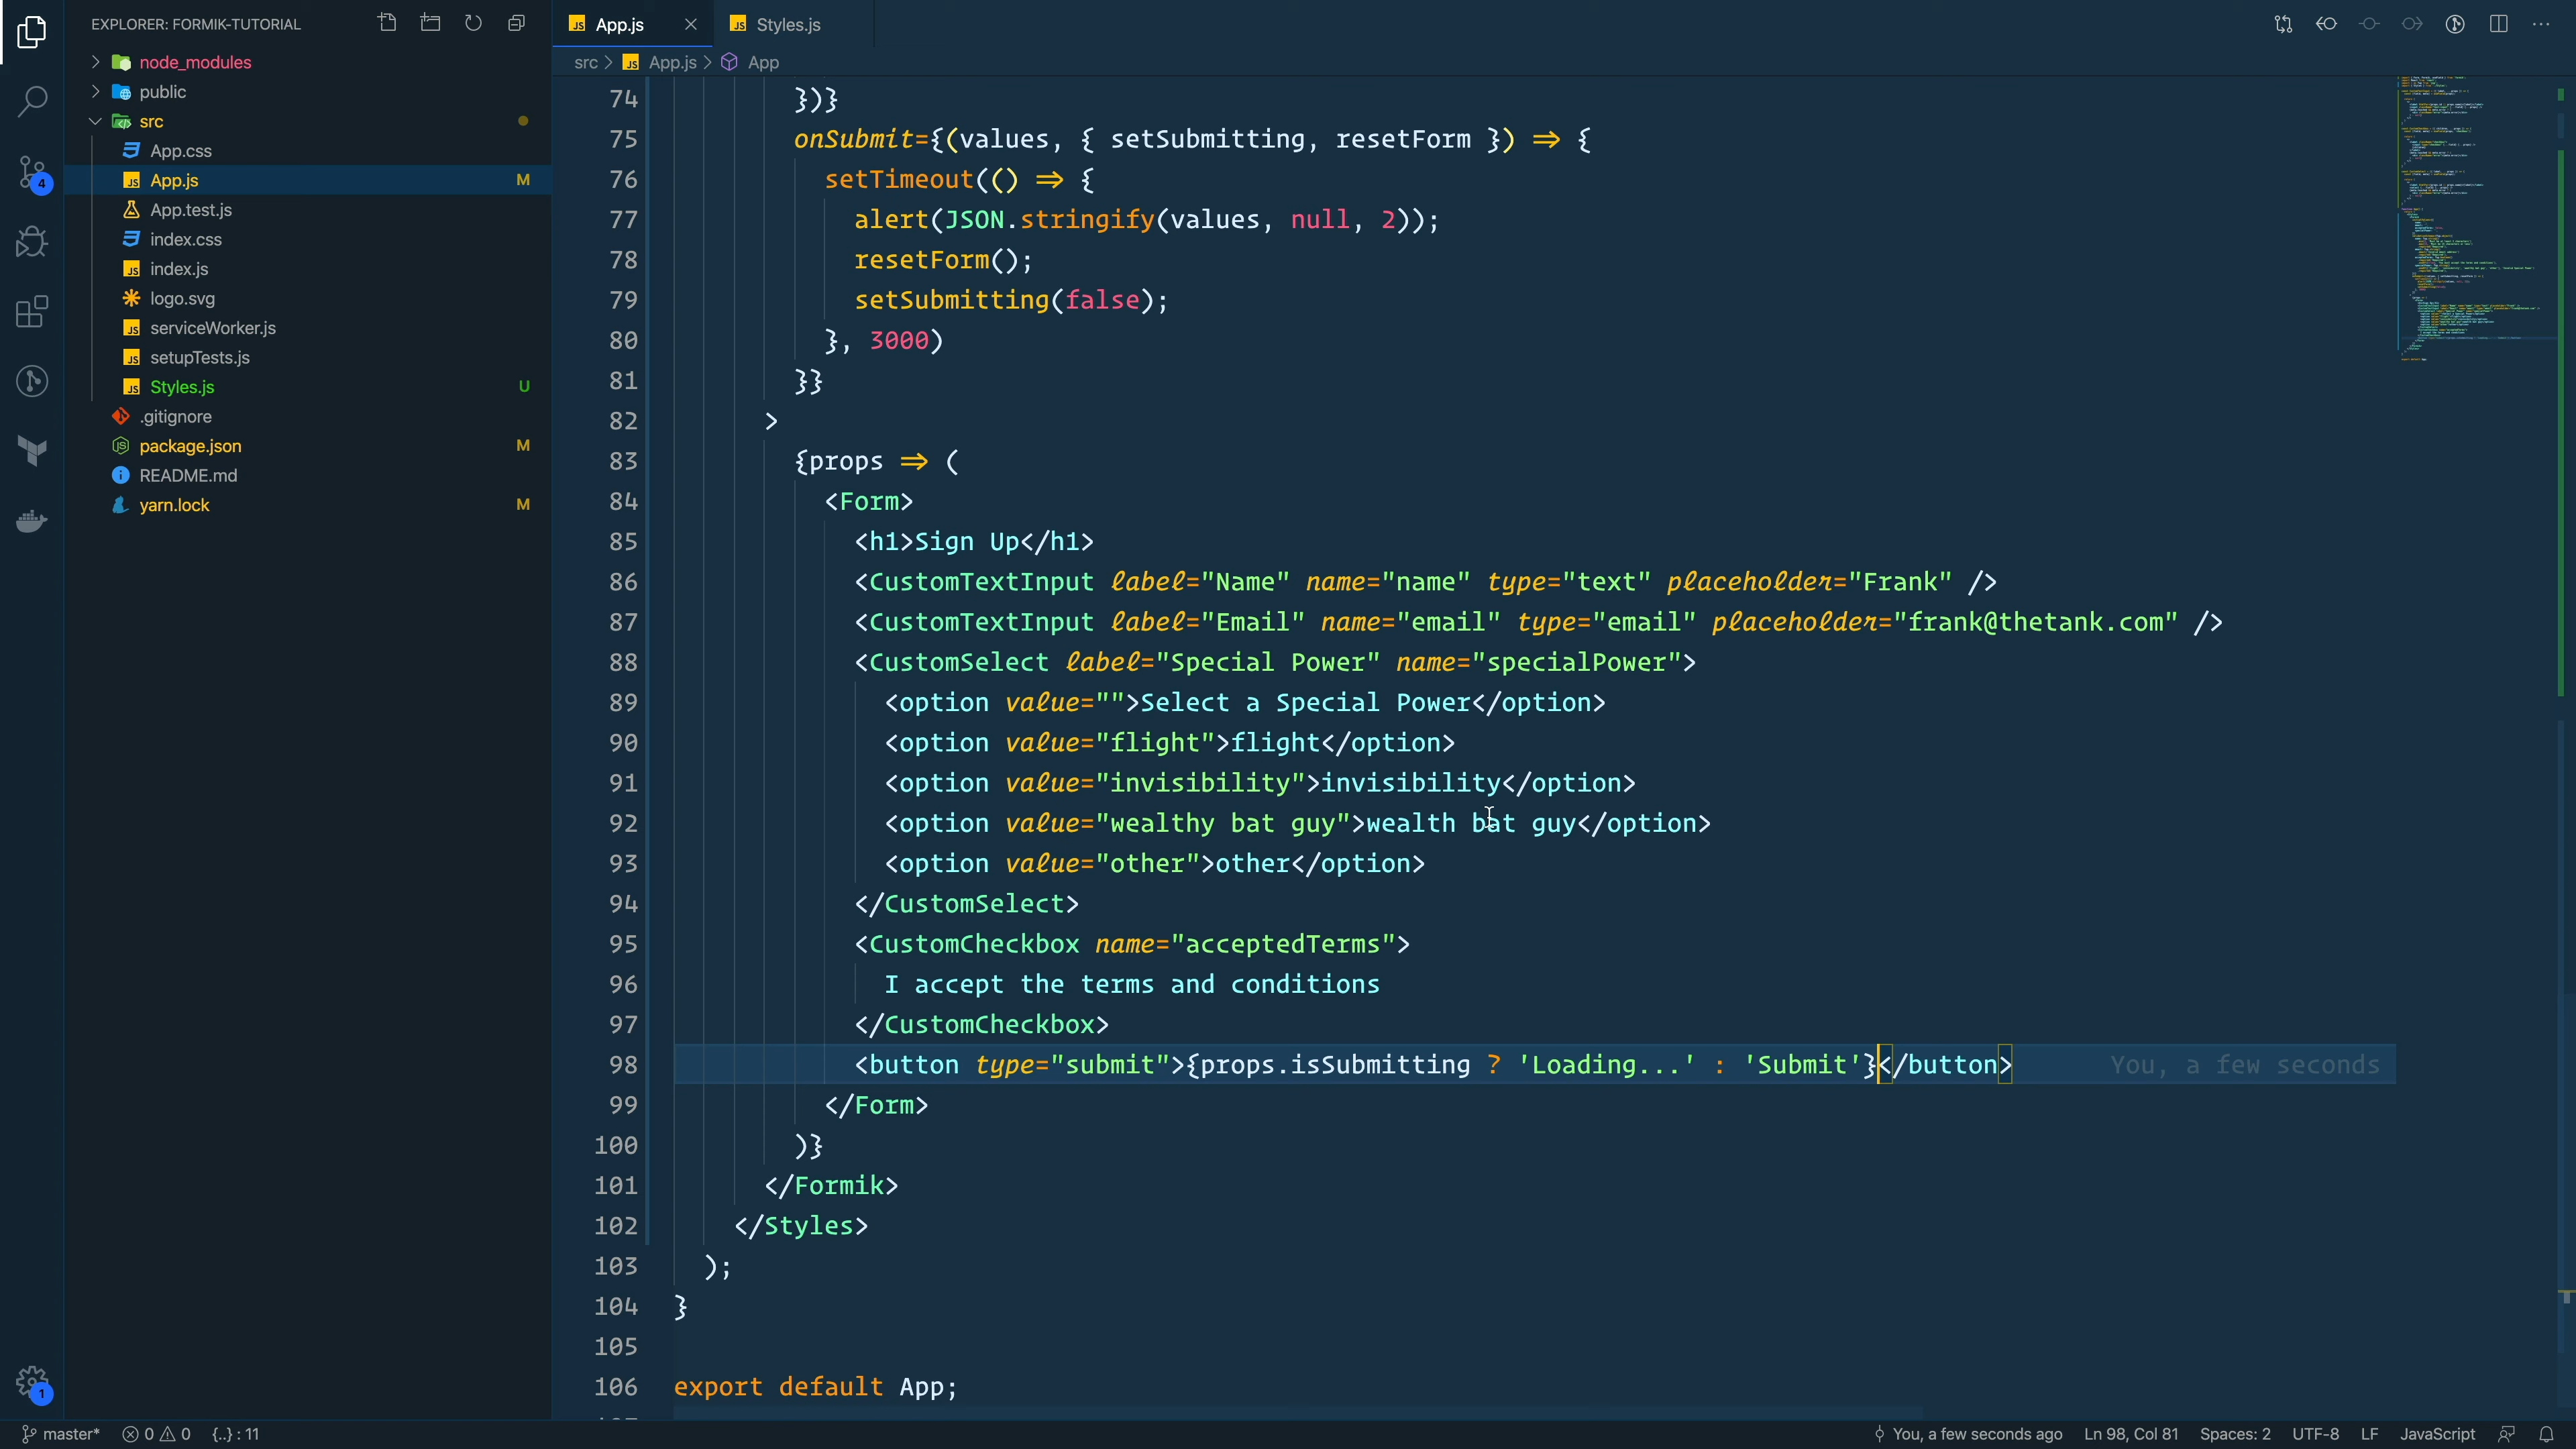 EXPLORER: FORMIK-TUTORIAL
node_modules
public
src
App.css
App.js M
App.test.js
index.css
index.js
logo.svg
serviceWorker.js
setupTests.js
Styles.js U
.gitignore
package.json M
README.md
yarn.lock M
4
1
App.js
Styles.js
src > App.js > App
74 })}
75 onSubmit={(values, { setSubmitting, resetForm }) ⇒ {
76 setTimeout(() ⇒ {
77 alert(JSON.stringify(values, null, 2));
78 resetForm();
79 setSubmitting(false);
80 }, 3000)
81 }}
82 >
83 {props ⇒ (
84 <Form>
85 <h1>Sign Up</h1>
86 <CustomTextInput label="Name" name="name" type="text" placeholder="Frank" />
87 <CustomTextInput label="Email" name="email" type="email" placeholder="frank@thetank.com" />
88 <CustomSelect label="Special Power" name="specialPower">
89 <option value="">Select a Special Power</option>
90 <option value="flight">flight</option>
91 <option value="invisibility">invisibility</option>
92 <option value="wealthy bat guy">wealth bat guy</option>
93 <option value="other">other</option>
94 </CustomSelect>
95 <CustomCheckbox name="acceptedTerms">
96 I accept the terms and conditions
97 </CustomCheckbox>
98 <button type="submit">{props.isSubmitting ? 'Loading...' : 'Submit'}</button> You, a few seconds
99 </Form>
100 )}
101 </Formik>
102 </Styles>
103 );
104 }
105
106 export default App;
master* 0 0 {..} : 11 You, a few seconds ago Ln 98, Col 81 Spaces: 2 UTF-8 LF JavaScript